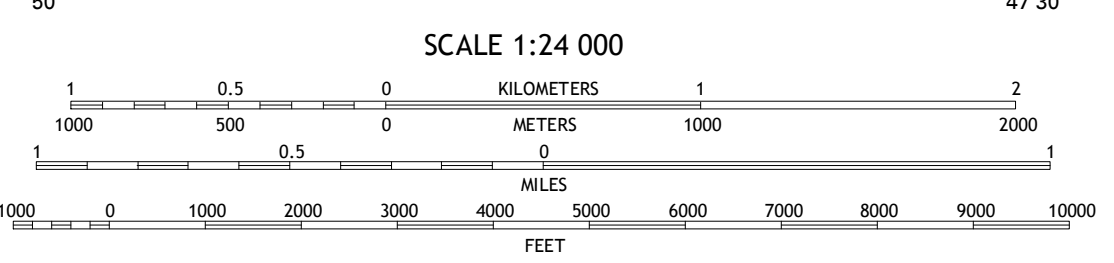 50 47'30
SCALE 1:24 000
1 0.5 0 KILOMETERS 1 2
1000 500 0 METERS 1000 2000
1 0.5 0 1
MILES
1000 0 1000 2000 3000 4000 5000 6000 7000 8000 9000 10000
FEET